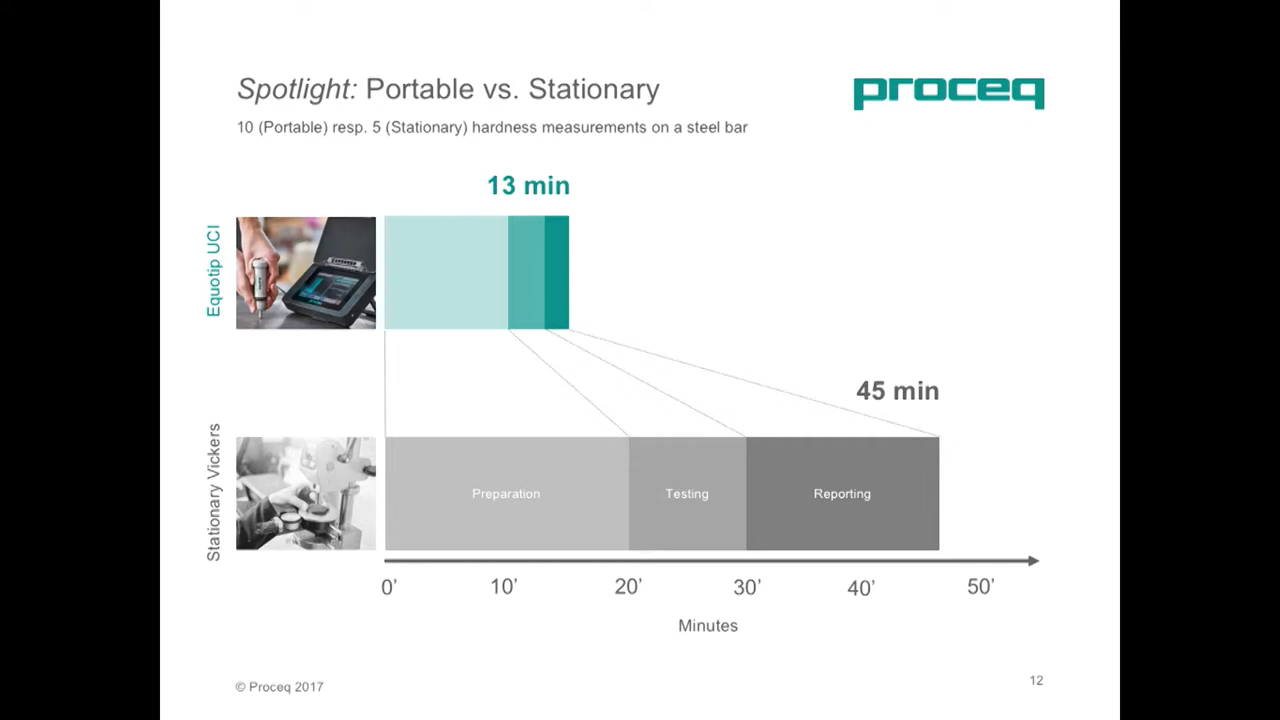 Spotlight: Portable vs. Stationary
proceq
10 (Portable) resp. 5 (Stationary) hardness measurements on a steel bar
13 min
Equotip UCI
45 min
Stationary Vickers
Preparation
Testing
Reporting
0’
10’
20’
30’
40’
50’
Minutes
© Proceq 2017
12